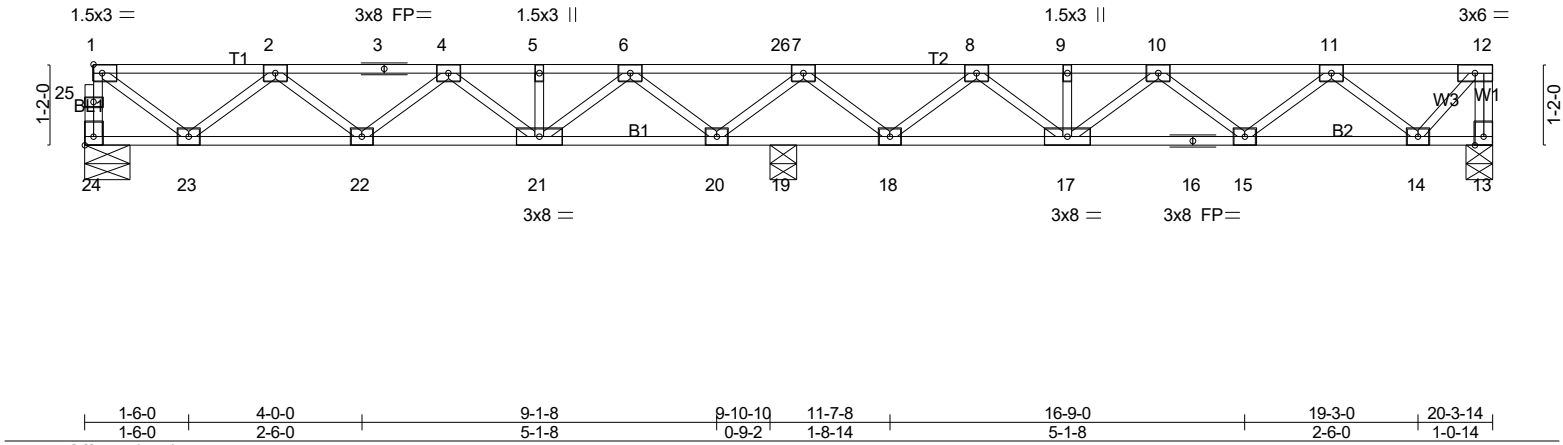 1.5x3 =
3x8 FP=
1.5x3 ||
1.5x3 ||
3x6 =
1 2 3 4 5 6 267 8 9 10 11 12
T1 T2
25
BL1
1-2-0
W3 W1
1-2-0
B1 B2
24 23 22 21 20 19 18 17 16 15 14 13
3x8 =
3x8 =
3x8 FP=
1-6-0 4-0-0 9-1-8 9-10-10 11-7-8 16-9-0 19-3-0 20-3-14
1-6-0 2-6-0 5-1-8 0-9-2 1-8-14 5-1-8 2-6-0 1-0-14